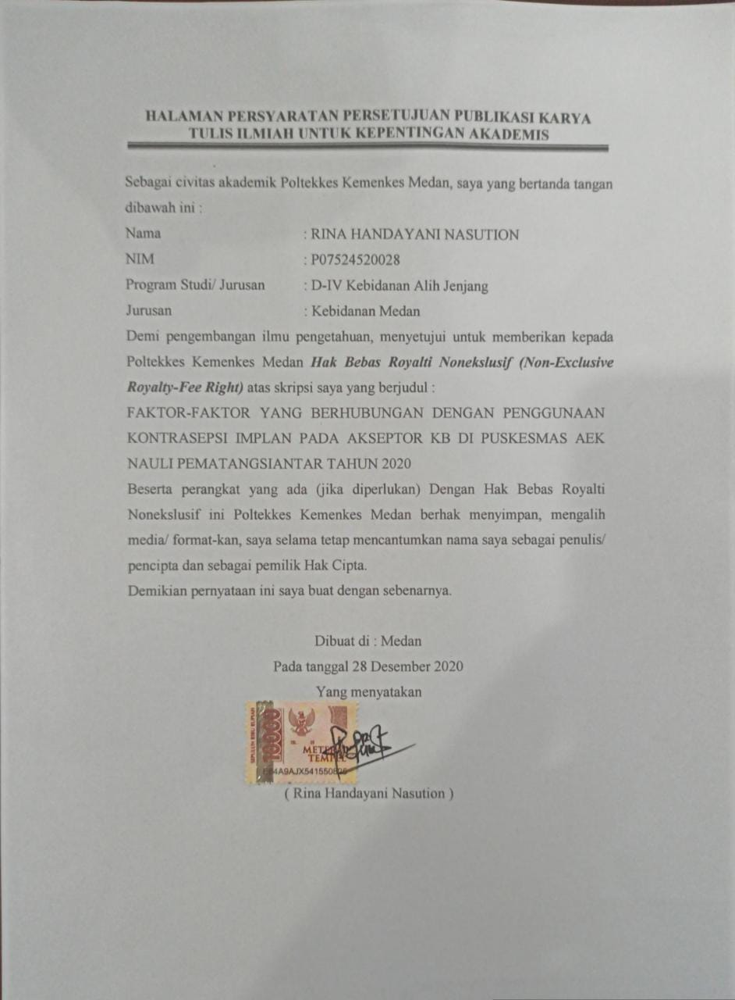 HALAMAN PERSYARATAN PERSETUJUAN PUBLIKASI KARYA
TULIS ILMIAH UNTUK KEPENTINGAN AKADEMIS
Sebagai civitas akademik Poltekkes Kemenkes Medan, saya yang bertanda tangan
dibawah ini :
Nama : RINA HANDAYANI NASUTION
NIM : P07524520028
Program Studi/ Jurusan : D-IV Kebidanan Alih Jenjang
Jurusan : Kebidanan Medan
Demi pengembangan ilmu pengetahuan, menyetujui untuk memberikan kepada
Poltekkes Kemenkes Medan Hak Bebas Royalti Nonekslusif (Non-Exclusive
Royalty-Fee Right) atas skripsi saya yang berjudul :
FAKTOR-FAKTOR YANG BERHUBUNGAN DENGAN PENGGUNAAN
KONTRASEPSI IMPLAN PADA AKSEPTOR KB DI PUSKESMAS AEK
NAULI PEMATANGSIANTAR TAHUN 2020
Beserta perangkat yang ada (jika diperlukan) Dengan Hak Bebas Royalti
Nonekslusif ini Poltekkes Kemenkes Medan berhak menyimpan, mengalih
media/ format-kan, saya selama tetap mencantumkan nama saya sebagai penulis/
pencipta dan sebagai pemilik Hak Cipta.
Demikian pernyataan ini saya buat dengan sebenarnya.
Dibuat di : Medan
Pada tanggal 28 Desember 2020
Yang menyatakan
SEPULUH RIBU RUPIAH
10000
METERAI
TEMPEL
( Rina Handayani Nasution )